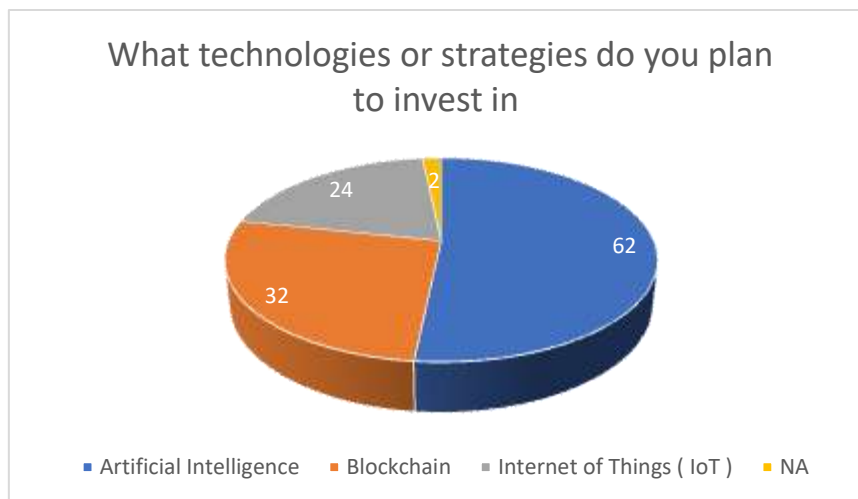 What technologies or strategies do you plan
to invest in
2
24
62
32
Artificial Intelligence
Blockchain
Internet of Things ( IoT )
NA